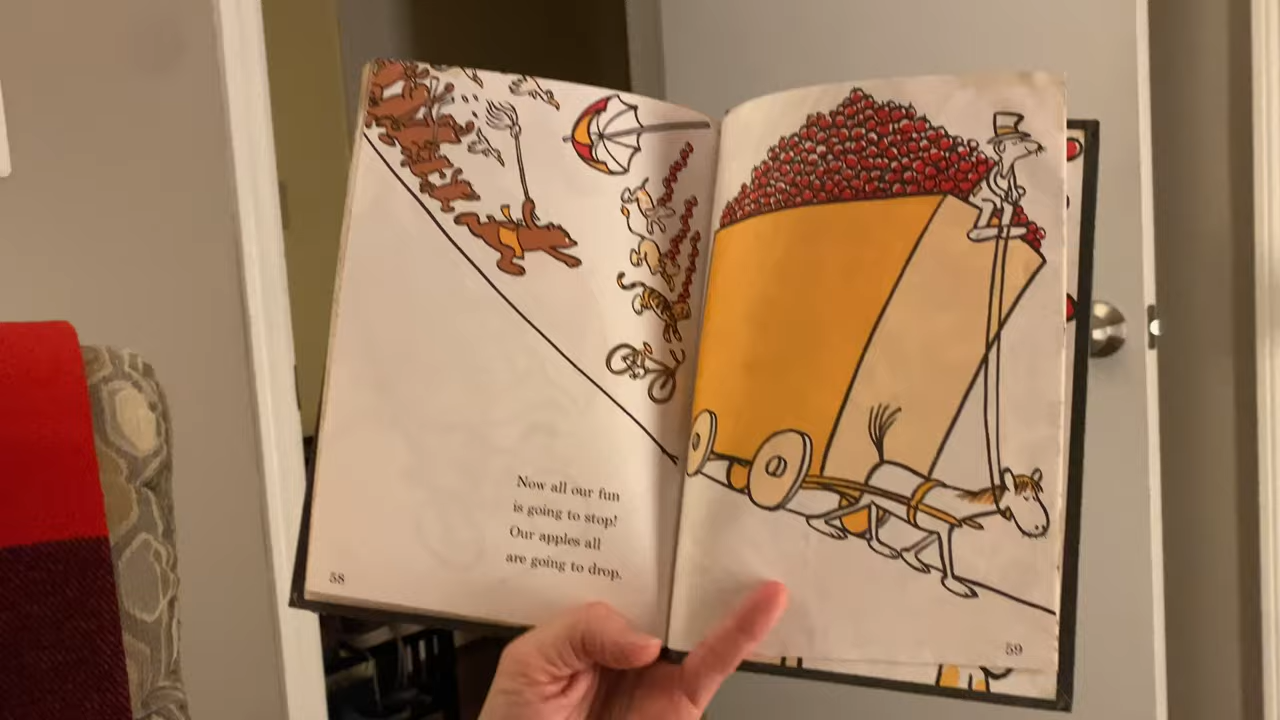 Now all our fun
is going to stop!
Our apples all
are going to drop.
58
59